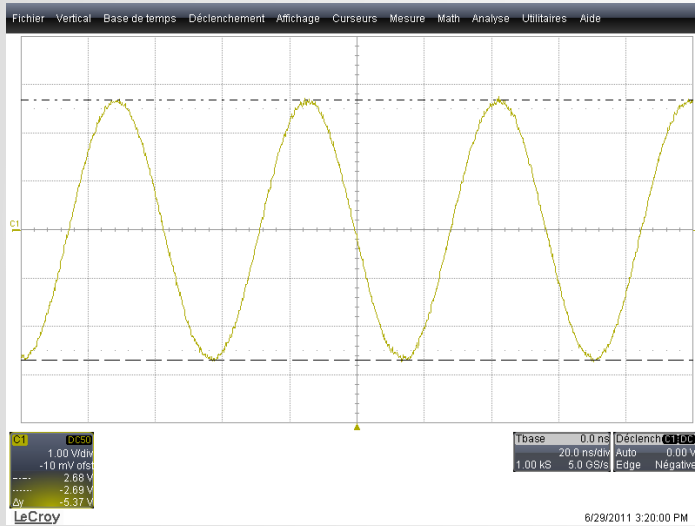 Fichier Vertical Base de temps Déclenchement Affichage Curseurs Mesure Math Analyse Utilitaires Aide
C1
C1 DC50
1.00 V/div
-10 mV ofst
2.68 V
-2.69 V
Δy -5.37 V
Tbase 0.0 ns
20.0 ns/div
1.00 kS 5.0 GS/s
Déclench C1 DC
Auto 0.00 V
Edge Négative
LeCroy
6/29/2011 3:20:00 PM